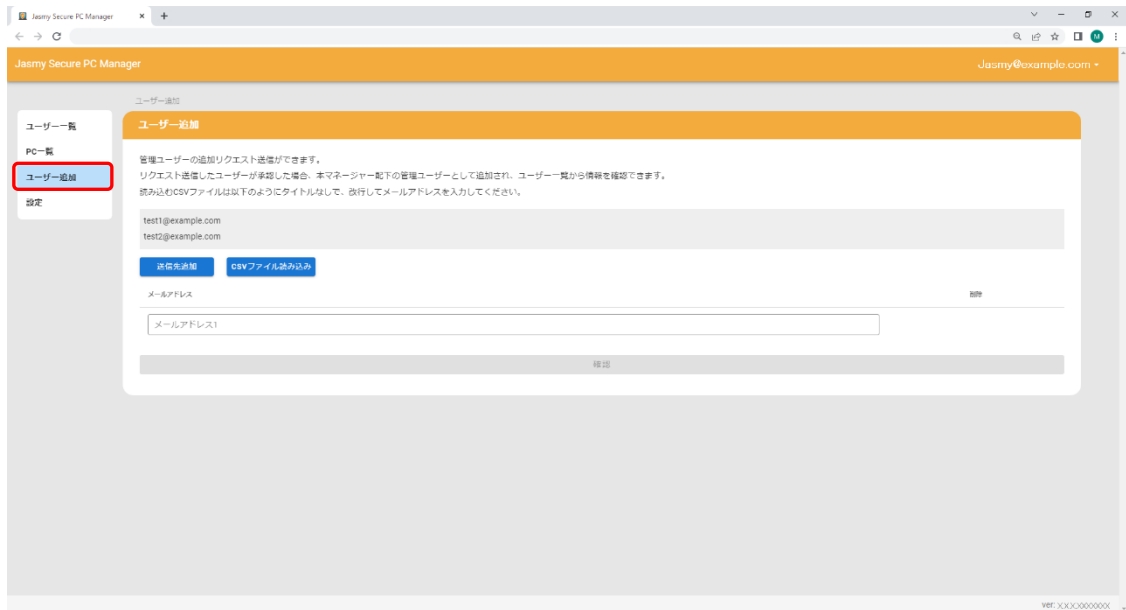 Jasmy Secure PC Manager
M
Jasmy Secure PC Manager
Jasmy@example.com
ユーザー追加
ユーザー一覧
PC一覧
ユーザー追加
設定
ユーザー追加
管理ユーザーの追加リクエスト送信ができます。
リクエスト送信したユーザーが承認した場合、本マネージャー配下の管理ユーザーとして追加され、ユーザー一覧から情報を確認できます。
読み込むCSVファイルは以下のようにタイトルなしで、改行してメールアドレスを入力してください。
test1@example.com
test2@example.com
送信先追加
CSVファイル読み込み
メールアドレス
削除
メールアドレス1
確認
ver: X.X.XXXXXXXXX